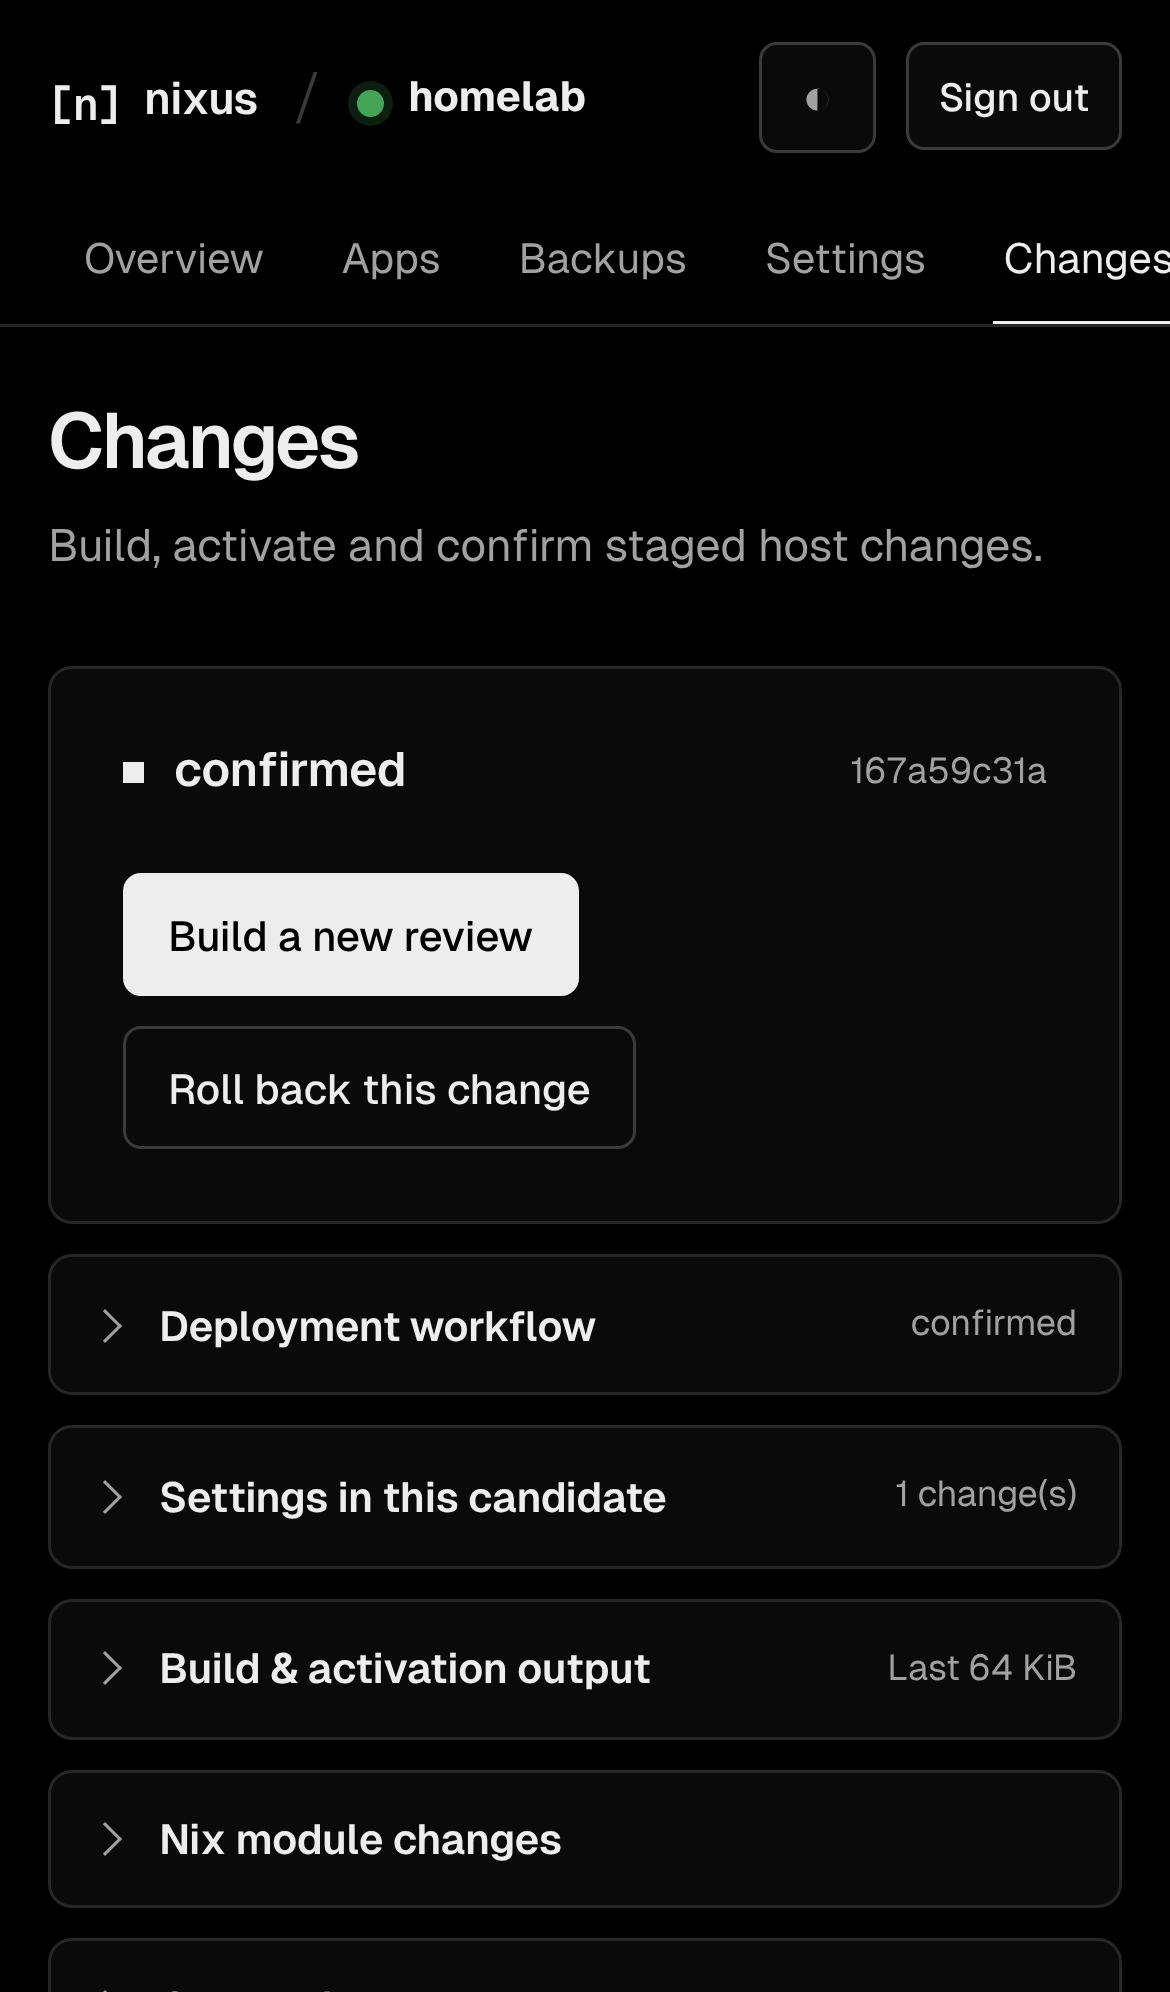 [n] nixus / homelab
Sign out
Overview Apps Backups Settings Changes
Changes
Build, activate and confirm staged host changes.
confirmed 167a59c31a
Build a new review
Roll back this change
Deployment workflow confirmed
Settings in this candidate 1 change(s)
Build & activation output Last 64 KiB
Nix module changes